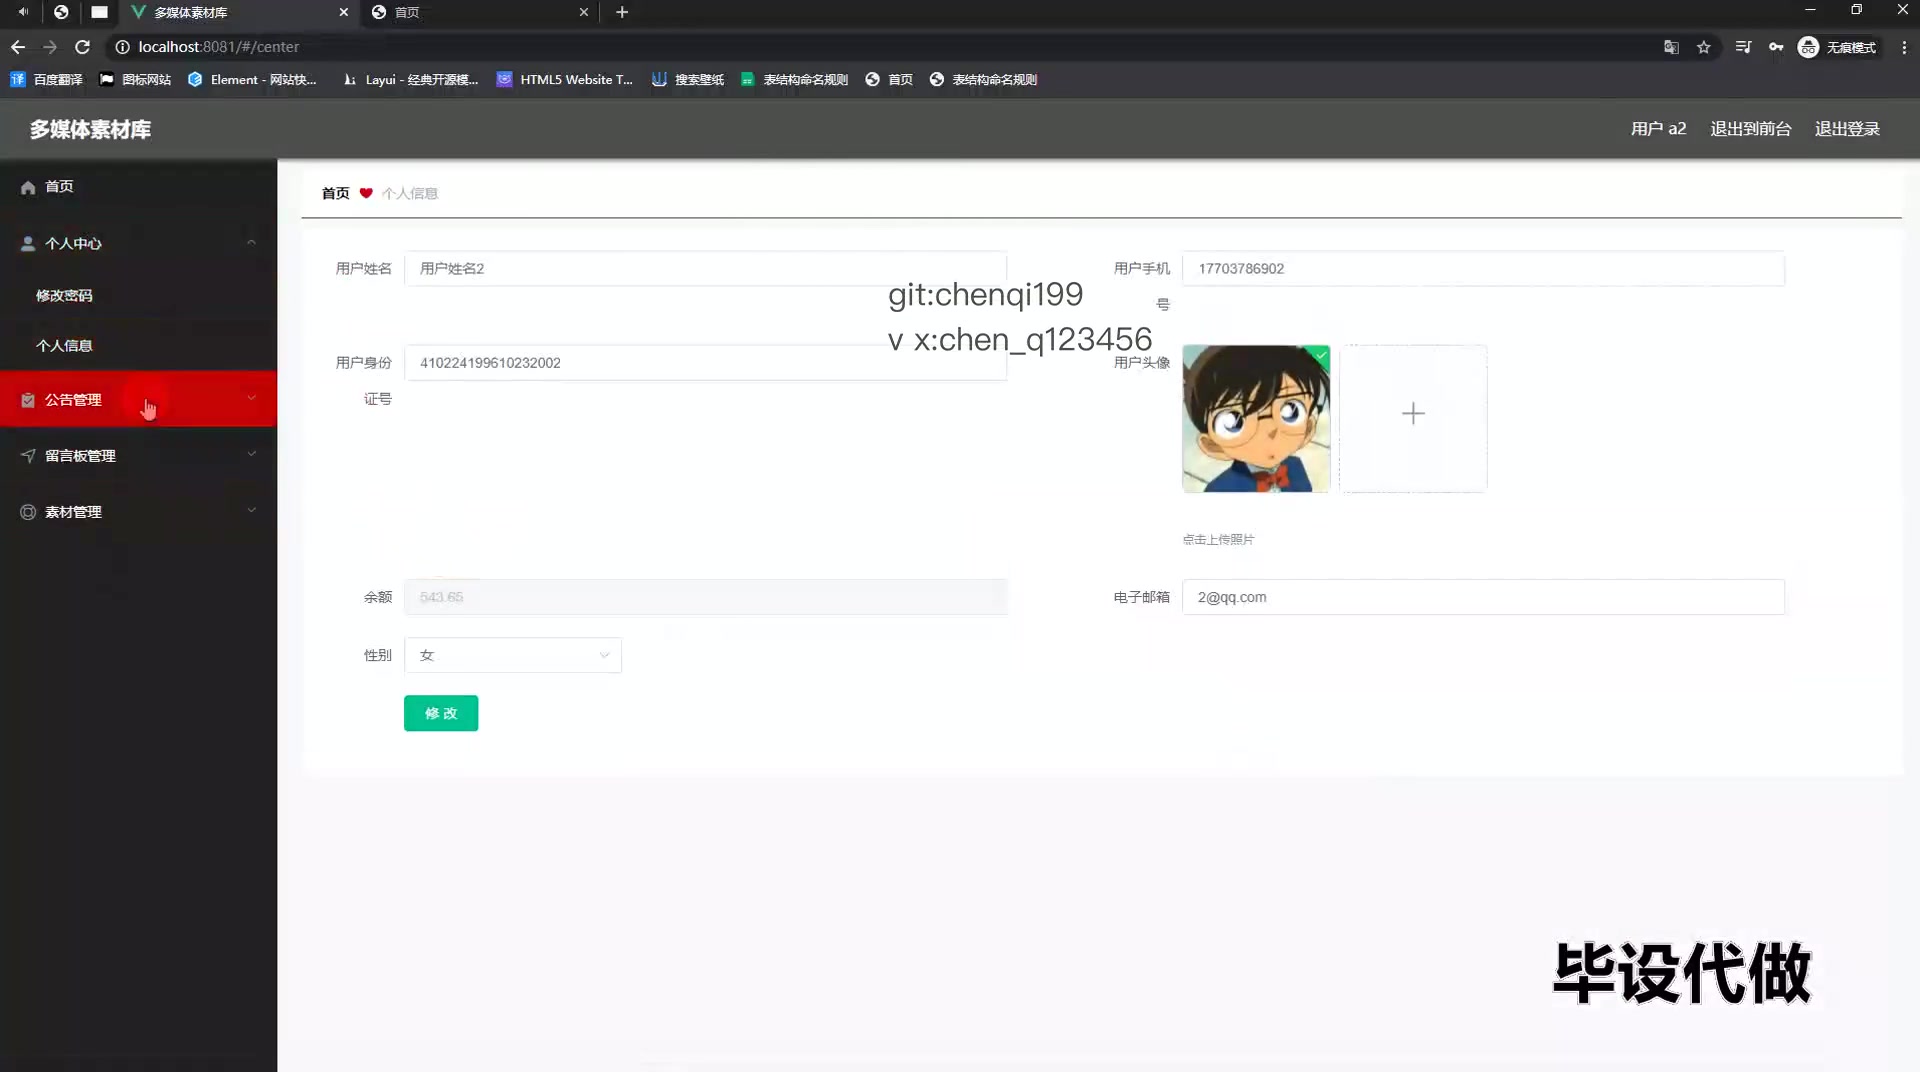 多媒体素材库
首页
localhost:8081/#/center
无痕模式
百度翻译
图标网站
Element - 网站快...
Layui - 经典开源模...
HTML5 Website T...
搜索壁纸
表结构命名规则
首页
表结构命名规则
多媒体素材库
用户 a2
退出到前台
退出登录
首页
个人中心
修改密码
个人信息
公告管理
留言板管理
素材管理
首页 个人信息
用户姓名
用户姓名2
用户手机
号
17703786902
git:chenqi199
v x:chen_q123456
用户身份
证号
410224199610232002
用户头像
点击上传照片
余额
543.65
电子邮箱
2@qq.com
性别
女
修 改
毕设代做